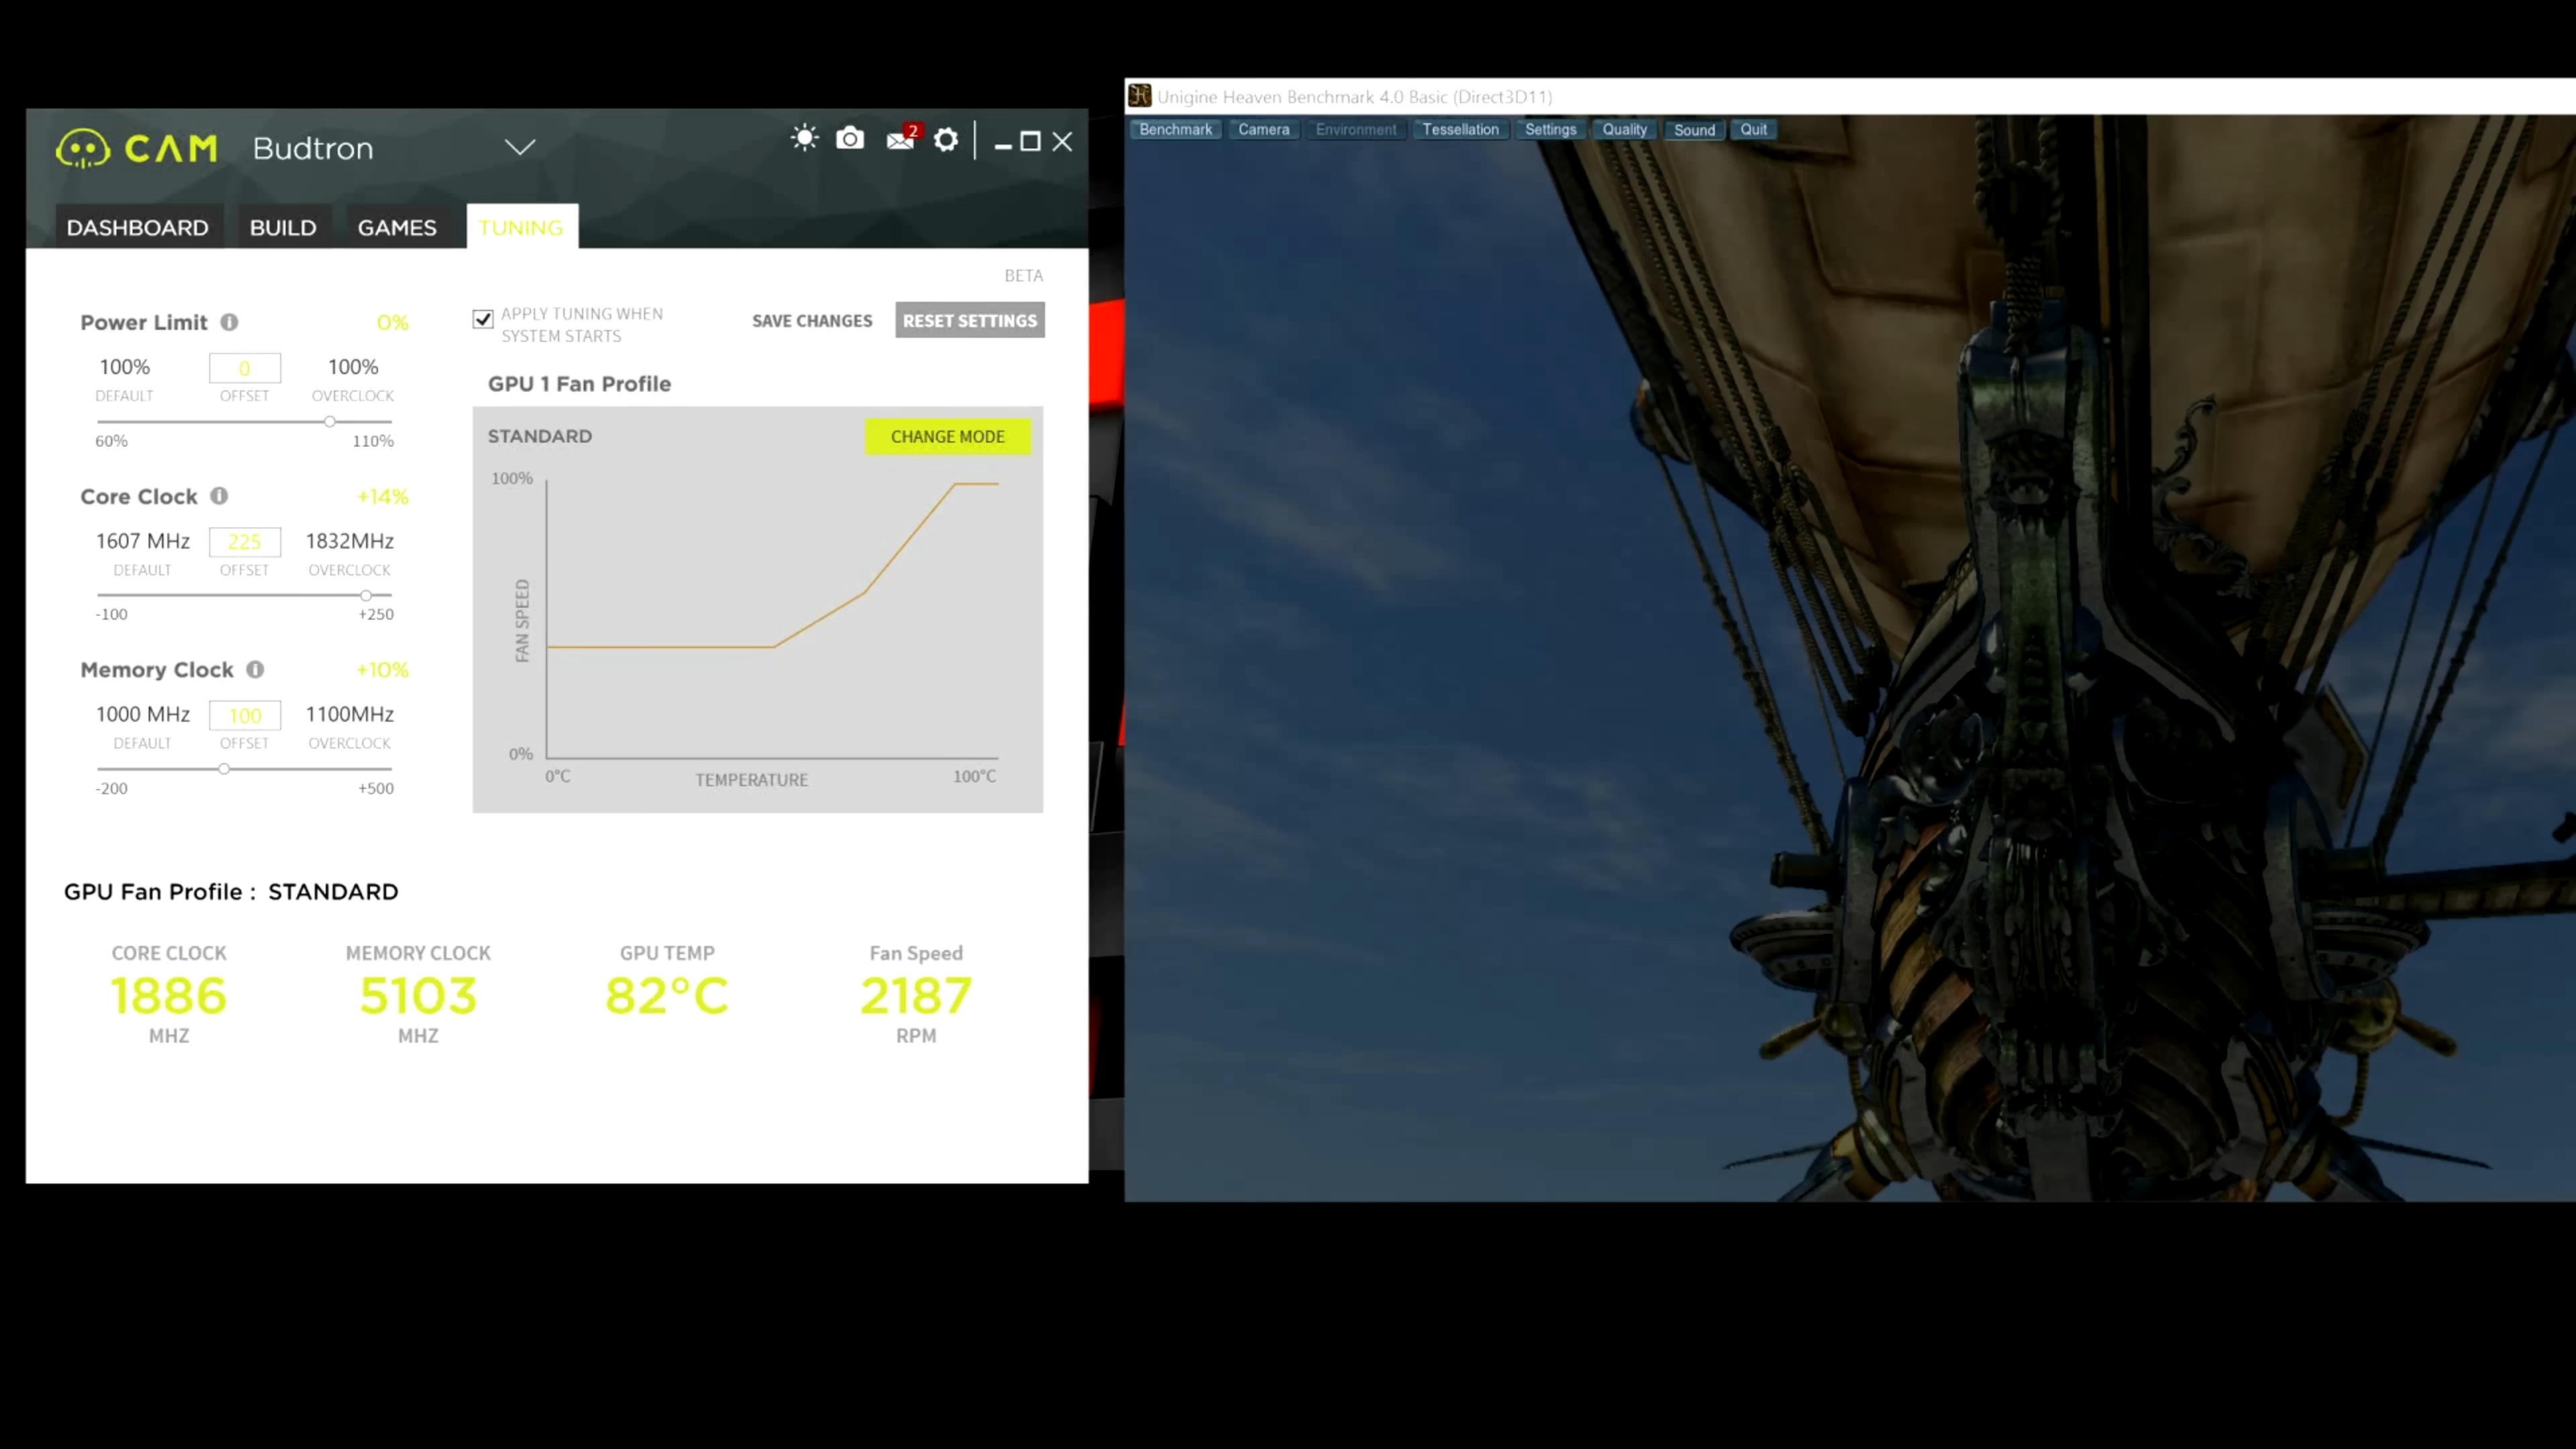 Unigine Heaven Benchmark 4.0 Basic (Direct3D11)
Benchmark Camera Environment Tessellation Settings Quality Sound Quit
CAM Budtron
2
DASHBOARD BUILD GAMES TUNING
BETA
Power Limit 0%
100% 0 100%
DEFAULT OFFSET OVERCLOCK
60% 110%
Core Clock +14%
1607 MHz 225 1832MHz
DEFAULT OFFSET OVERCLOCK
-100 +250
Memory Clock +10%
1000 MHz 100 1100MHz
DEFAULT OFFSET OVERCLOCK
-200 +500
APPLY TUNING WHEN
SYSTEM STARTS
SAVE CHANGES RESET SETTINGS
GPU 1 Fan Profile
STANDARD CHANGE MODE
100%
FAN SPEED
0%
0°C TEMPERATURE 100°C
GPU Fan Profile : STANDARD
CORE CLOCK MEMORY CLOCK GPU TEMP Fan Speed
1886 5103 82°C 2187
MHZ MHZ RPM